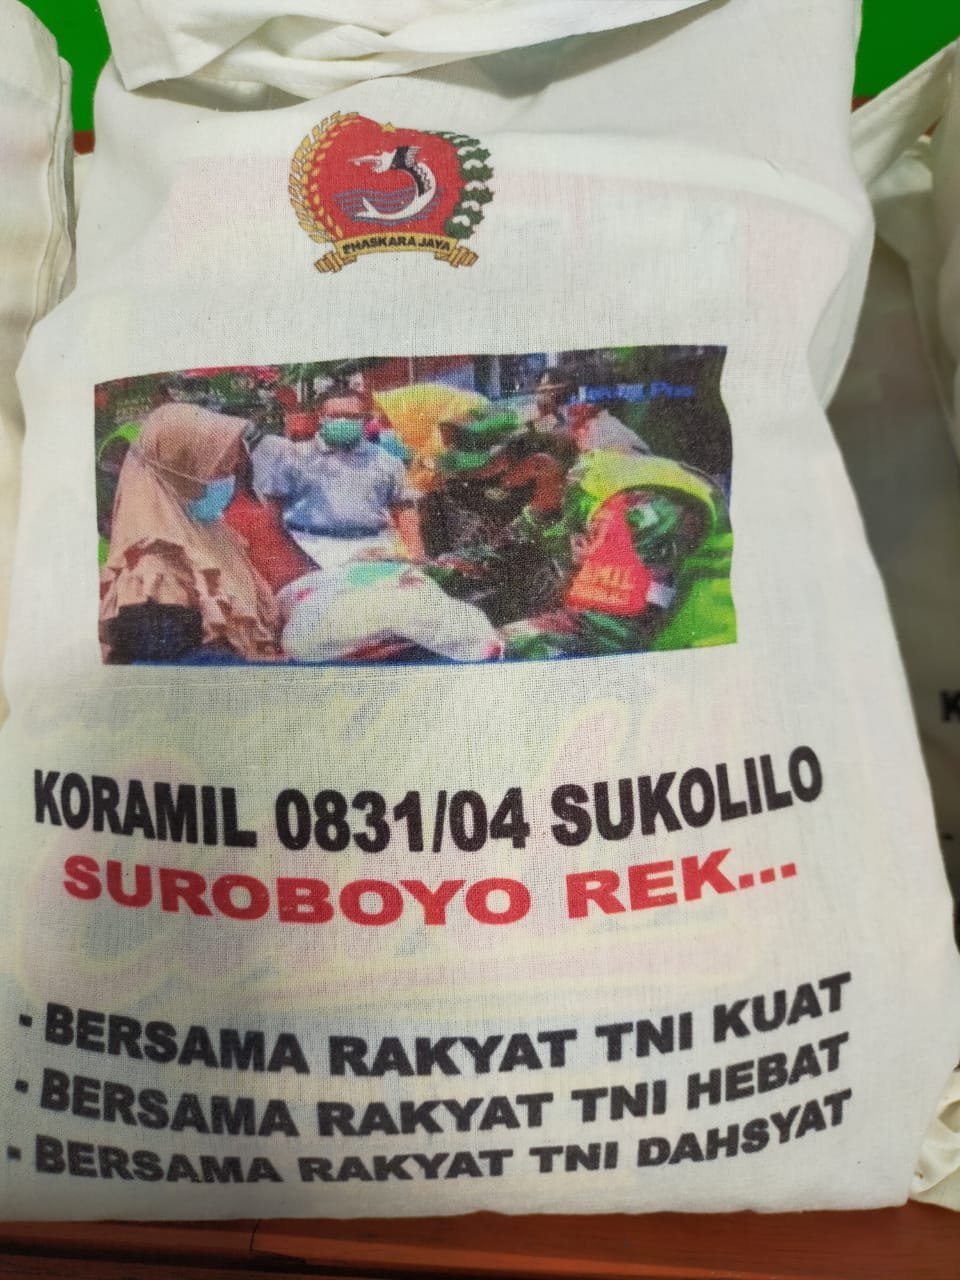 BHASKARA JAYA
KORAMIL 0831/04 SUKOLILO
SUROBOYO REK...
- BERSAMA RAKYAT TNI KUAT
- BERSAMA RAKYAT TNI HEBAT
- BERSAMA RAKYAT TNI DAHSYAT
K